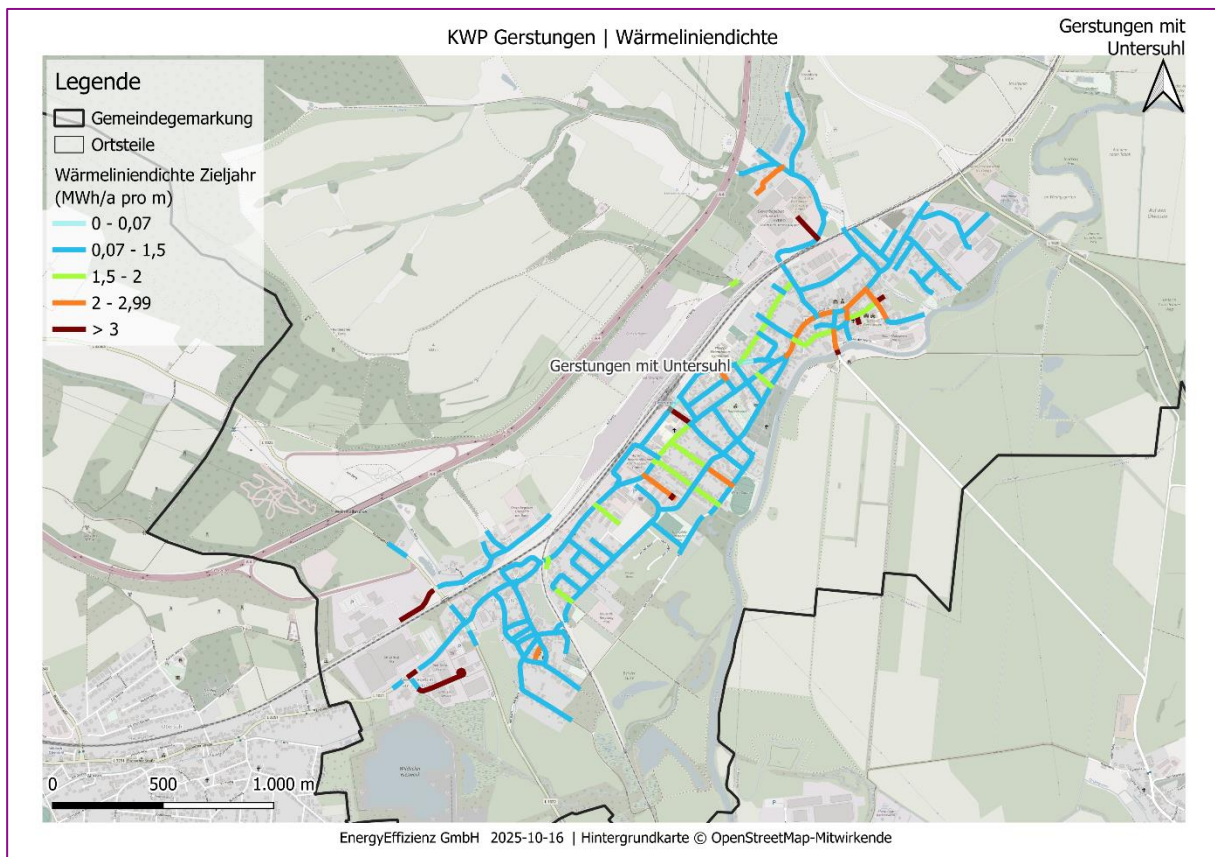 KWP Gerstungen | Wärmeliniendichte
Gerstungen mit
Untersuhl
Legende
Gemeindegemarkung
Ortsteile
Wärmeliniendichte Zieljahr
(MWh/a pro m)
0 - 0,07
0,07 - 1,5
1,5 - 2
2 - 2,99
> 3
Gerstungen mit Untersuhl
0 500 1.000 m
EnergyEffizienz GmbH 2025-10-16 | Hintergrundkarte © OpenStreetMap-Mitwirkende